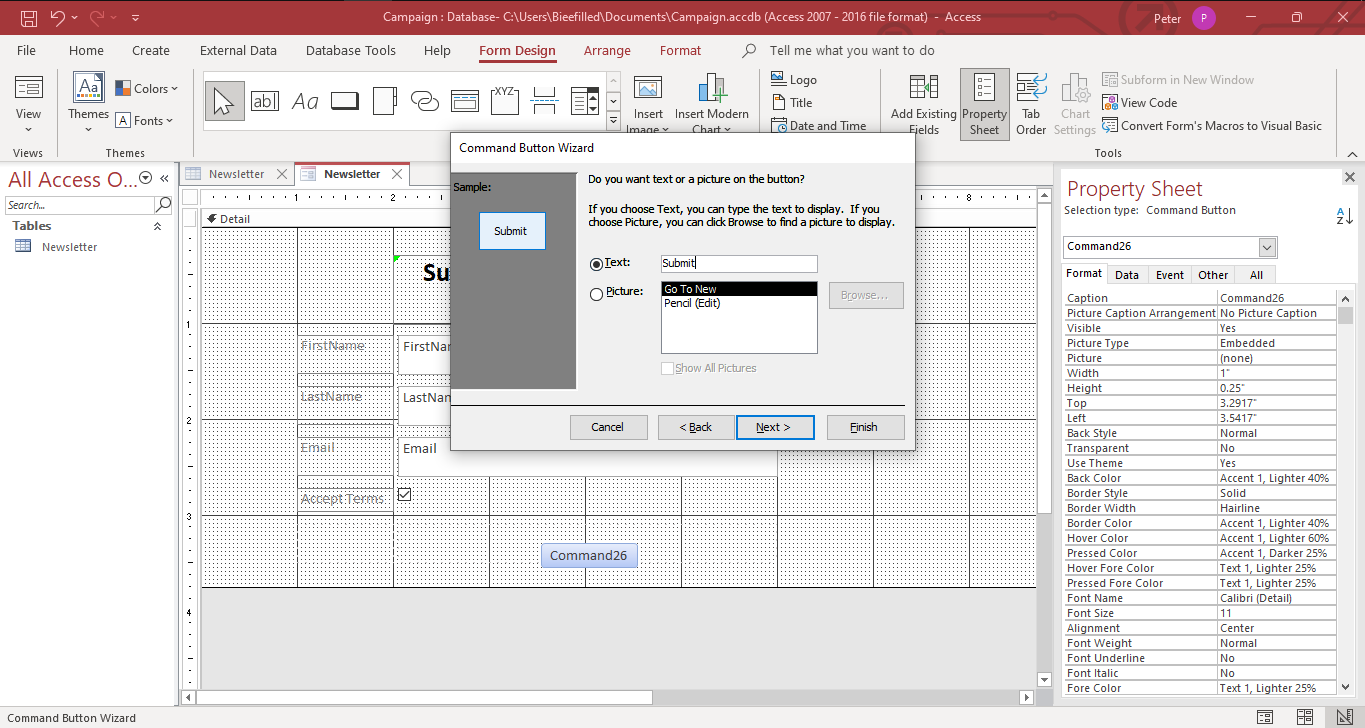 Campaign : Database- C:\Users\Bieefilled\Documents\Campaign.accdb (Access 2007 - 2016 file format)  -  Access
Peter
P
File
Home
Create
External Data
Database Tools
Help
Form Design
Arrange
Format
Tell me what you want to do
View
Views
Aa
Themes
Colors
A Fonts
Themes
ab
Aa
XYZ
Insert
Image
Insert Modern
Chart
Logo
Title
Date and Time
Add Existing
Fields
Property
Sheet
Tab
Order
Chart
Settings
Subform in New Window
View Code
Convert Form's Macros to Visual Basic
Tools
All Access O...
Search...
Tables
Newsletter
Newsletter
Newsletter
1
2
8
Detail
1
2
3
4
Su
FirstName
FirstNar
LastName
LastNan
Email
Email
Accept Terms
Command26
Command Button Wizard
Sample:
Submit
Do you want text or a picture on the button?
If you choose Text, you can type the text to display.  If you
choose Picture, you can click Browse to find a picture to display.
Text:
Submit
Picture:
Go To New
Pencil (Edit)
Browse...
Show All Pictures
Cancel
< Back
Next >
Finish
Property Sheet
Selection type:  Command Button
A
Z
Command26
Format
Data
Event
Other
All
Caption Command26
Picture Caption Arrangement No Picture Caption
Visible Yes
Picture Type Embedded
Picture (none)
Width 1"
Height 0.25"
Top 3.2917"
Left 3.5417"
Back Style Normal
Transparent No
Use Theme Yes
Back Color Accent 1, Lighter 40%
Border Style Solid
Border Width Hairline
Border Color Accent 1, Lighter 40%
Hover Color Accent 1, Lighter 60%
Pressed Color Accent 1, Darker 25%
Hover Fore Color Text 1, Lighter 25%
Pressed Fore Color Text 1, Lighter 25%
Font Name Calibri (Detail)
Font Size 11
Alignment Center
Font Weight Normal
Font Underline No
Font Italic No
Fore Color Text 1, Lighter 25%
Command Button Wizard